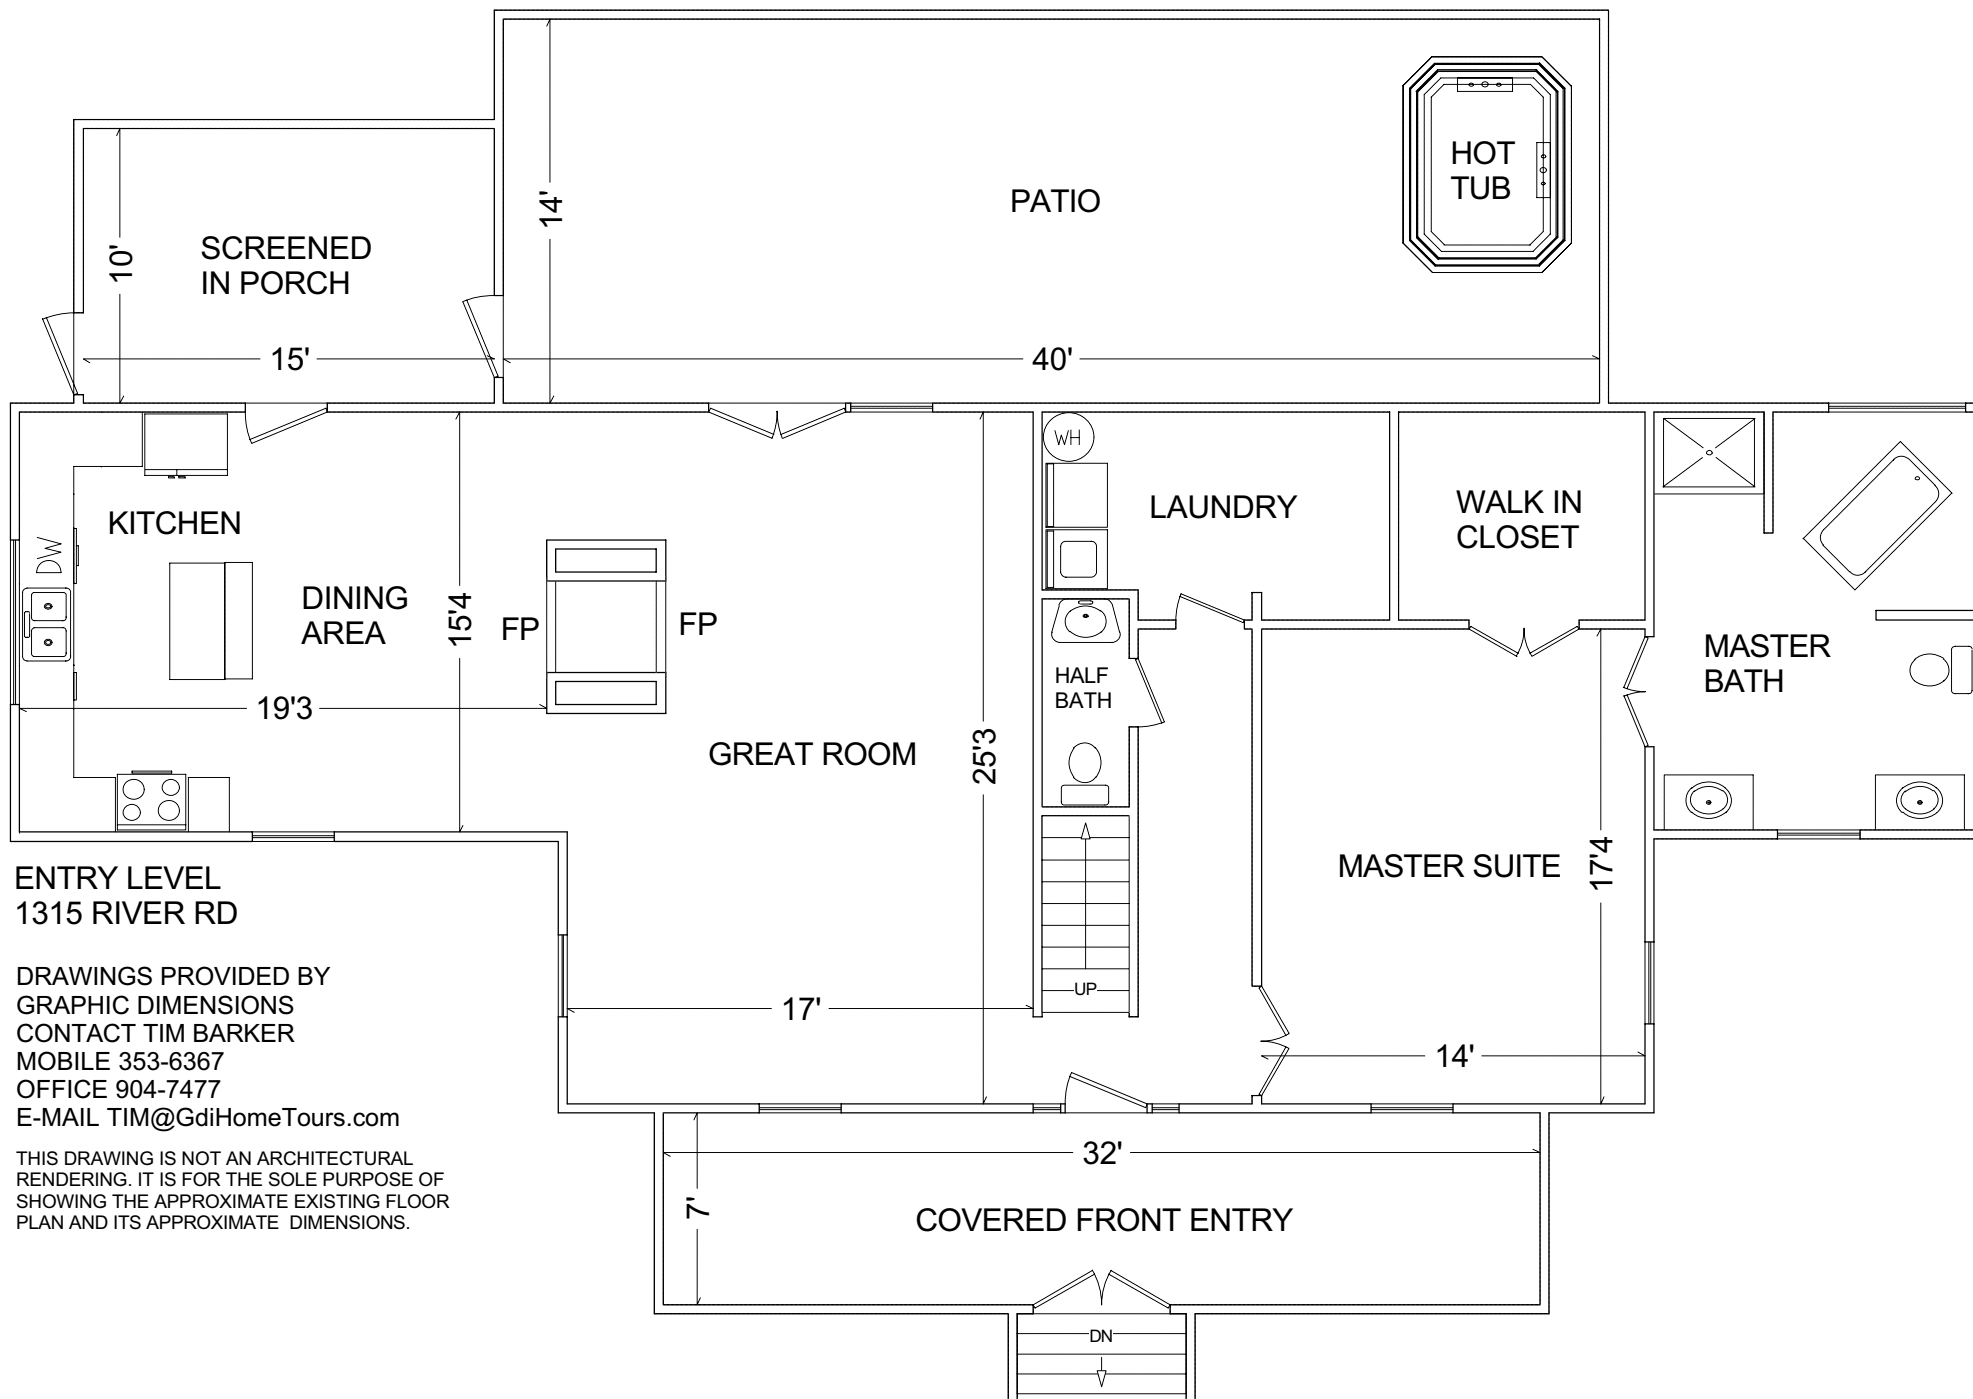 HOT
TUB
PATIO
14'
40'
SCREENED
IN PORCH
10'
15'
KITCHEN
DW
DINING
AREA
15'4
19'3
FP
FP
GREAT ROOM
25'3
17'
WH
LAUNDRY
WALK IN
CLOSET
HALF
BATH
UP
MASTER
BATH
MASTER SUITE
17'4
14'
32'
7'
COVERED FRONT ENTRY
DN
ENTRY LEVEL
1315 RIVER RD
DRAWINGS PROVIDED BY
GRAPHIC DIMENSIONS
CONTACT TIM BARKER
MOBILE 353-6367
OFFICE 904-7477
E-MAIL TIM@GdiHomeTours.com
THIS DRAWING IS NOT AN ARCHITECTURAL
RENDERING. IT IS FOR THE SOLE PURPOSE OF
SHOWING THE APPROXIMATE EXISTING FLOOR
PLAN AND ITS APPROXIMATE DIMENSIONS.